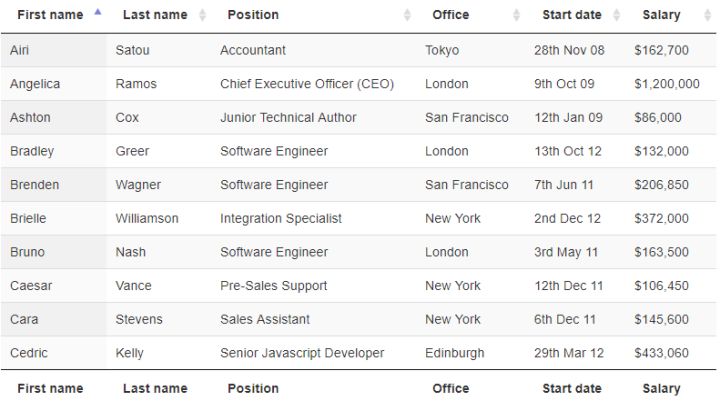 First name Last name Position Office Start date Salary
Airi Satou Accountant Tokyo 28th Nov 08 $162,700
Angelica Ramos Chief Executive Officer (CEO) London 9th Oct 09 $1,200,000
Ashton Cox Junior Technical Author San Francisco 12th Jan 09 $86,000
Bradley Greer Software Engineer London 13th Oct 12 $132,000
Brenden Wagner Software Engineer San Francisco 7th Jun 11 $206,850
Brielle Williamson Integration Specialist New York 2nd Dec 12 $372,000
Bruno Nash Software Engineer London 3rd May 11 $163,500
Caesar Vance Pre-Sales Support New York 12th Dec 11 $106,450
Cara Stevens Sales Assistant New York 6th Dec 11 $145,600
Cedric Kelly Senior Javascript Developer Edinburgh 29th Mar 12 $433,060
First name Last name Position Office Start date Salary